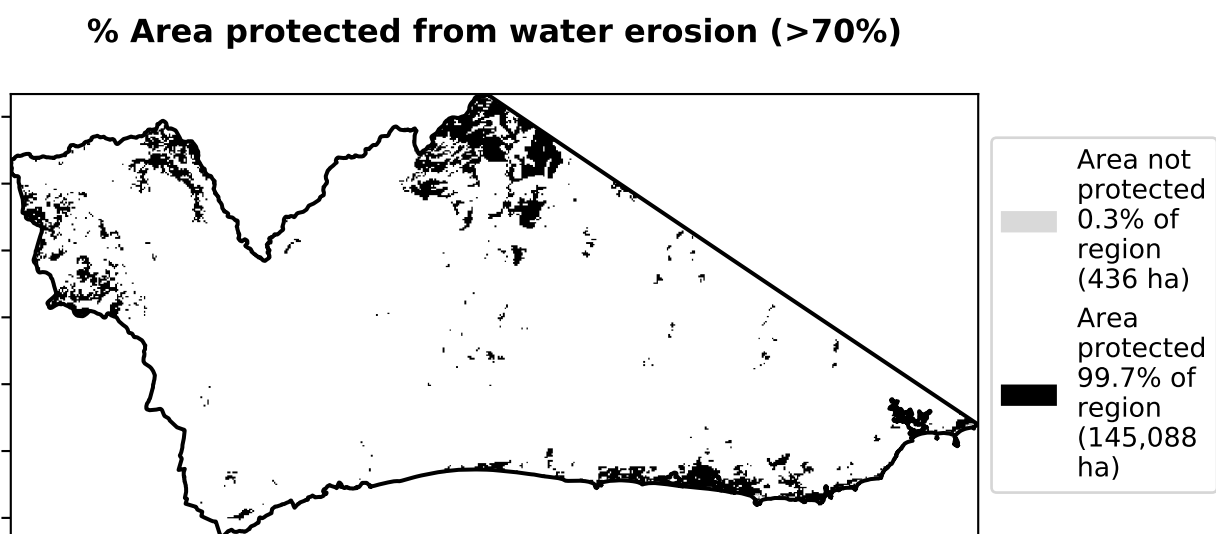 % Area protected from water erosion (>70%)
Area not
protected
0.3% of
region
(436 ha)
Area
protected
99.7% of
region
(145,088
ha)